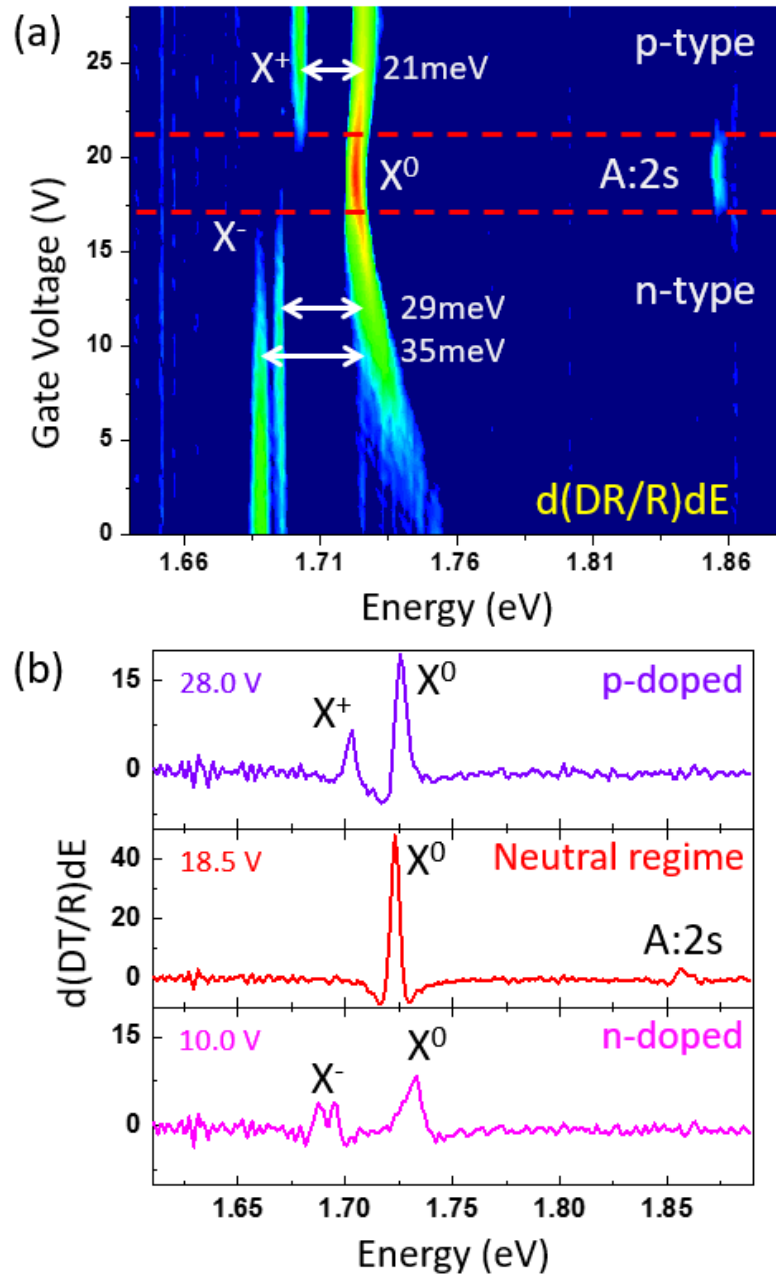 (a)
X⁺
21meV
p-type
X⁰
A:2s
X⁻
29meV
35meV
n-type
d(DR/R)dE
25
20
15
10
5
0
Gate Voltage (V)
1.66
1.71
1.76
1.81
1.86
Energy (eV)
(b)
28.0 V
X⁺
X⁰
p-doped
15
0
18.5 V
X⁰
Neutral regime
A:2s
40
20
0
d(DT/R)dE
10.0 V
X⁻
X⁰
n-doped
15
0
1.65
1.70
1.75
1.80
1.85
Energy (eV)